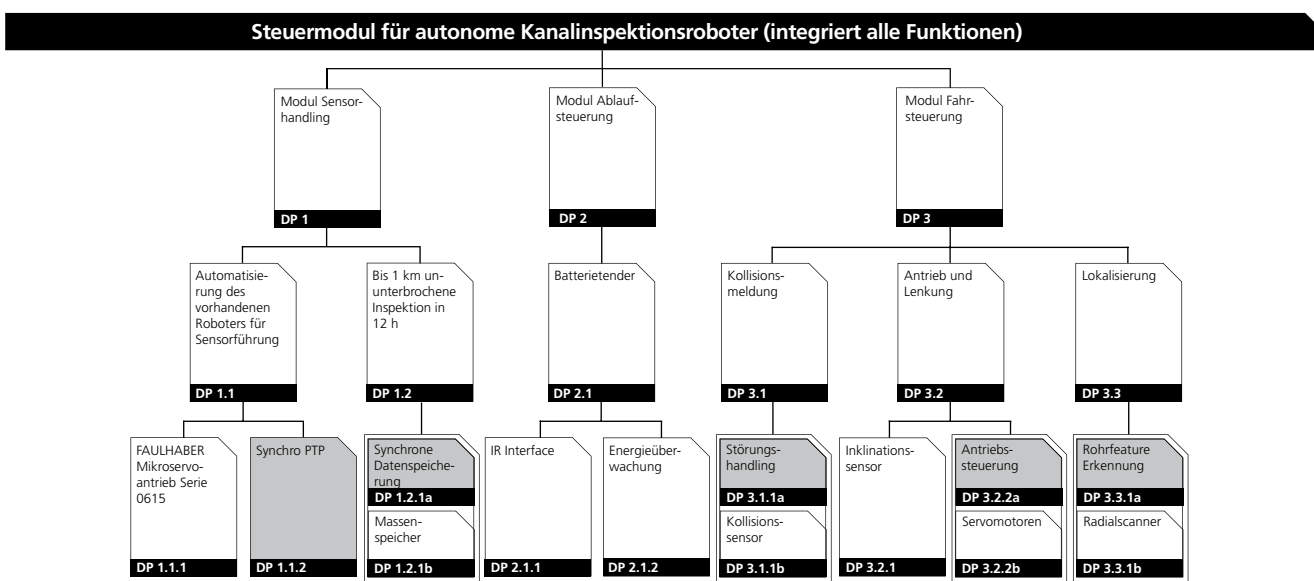 Steuermodul für autonome Kanalinspektionsroboter (integriert alle Funktionen)
Modul Sensor-
handling
DP 1
Modul Ablauf-
steuerung
DP 2
Modul Fahr-
steuerung
DP 3
Automatisie-
rung des
vorhandenen
Roboters für
Sensorführung
DP 1.1
Bis 1 km un-
unterbrochene
Inspektion in
12 h
DP 1.2
Batterietender
DP 2.1
Kollisions-
meldung
DP 3.1
Antrieb und
Lenkung
DP 3.2
Lokalisierung
DP 3.3
FAULHABER
Mikroservo-
antrieb Serie
0615
DP 1.1.1
Synchro PTP
DP 1.1.2
Synchrone
Datenspeiche-
rung
DP 1.2.1a
Massen-
speicher
DP 1.2.1b
IR Interface
DP 2.1.1
Energieüber-
wachung
DP 2.1.2
Störungs-
handling
DP 3.1.1a
Kollisions-
sensor
DP 3.1.1b
Inklinations-
sensor
DP 3.2.1
Antriebs-
steuerung
DP 3.2.2a
Servomotoren
DP 3.2.2b
Rohrfeature
Erkennung
DP 3.3.1a
Radialscanner
DP 3.3.1b